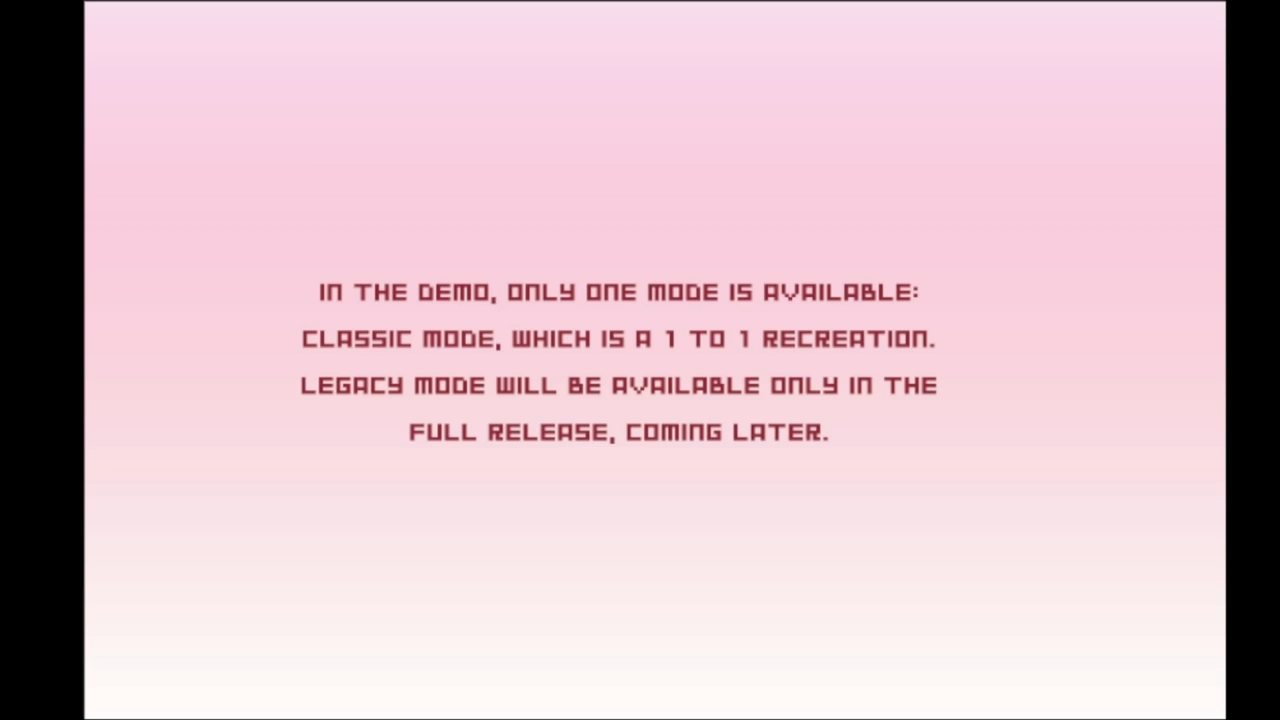 IN THE DEMO, ONLY ONE MODE IS AVAILABLE:
CLASSIC MODE, WHICH IS A 1 TO 1 RECREATION.
LEGACY MODE WILL BE AVAILABLE ONLY IN THE
FULL RELEASE, COMING LATER.